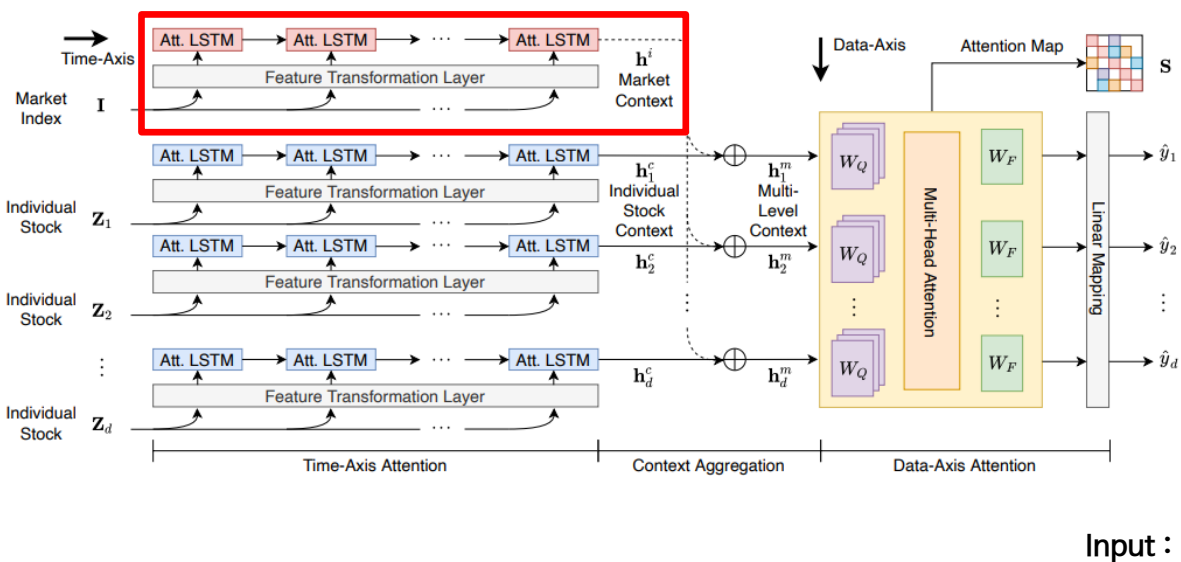 Time-Axis
Att. LSTM Att. LSTM ... Att. LSTM
Feature Transformation Layer
...
Market
Index
I
h^i
Market
Context
Data-Axis
Attention Map
S
Att. LSTM Att. LSTM ... Att. LSTM
Feature Transformation Layer
...
Individual
Stock
Z_1
h_1^c
Individual
Stock
Context
h_1^m
Multi-
Level
Context
Att. LSTM Att. LSTM ... Att. LSTM
Feature Transformation Layer
...
Individual
Stock
Z_2
h_2^c
h_2^m
⋮
⋮
Att. LSTM Att. LSTM ... Att. LSTM
Feature Transformation Layer
...
Individual
Stock
Z_d
h_d^c
h_d^m
W_Q
W_Q
⋮
W_Q
Multi-Head Attention
W_F
W_F
⋮
W_F
Linear Mapping
ŷ_1
ŷ_2
⋮
ŷ_d
Time-Axis Attention
Context Aggregation
Data-Axis Attention
Input :